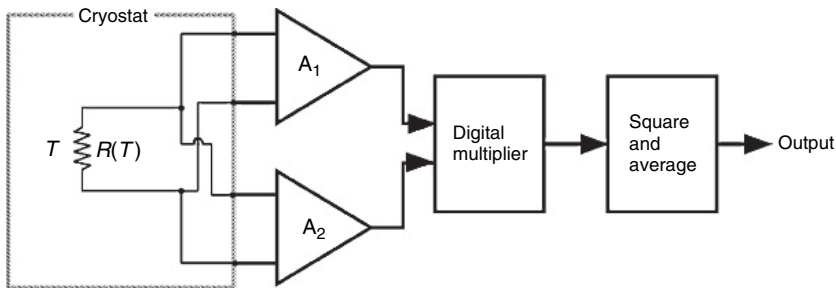 Cryostat
A1
T
R(T)
Digital
multiplier
Square
and
average
Output
A2